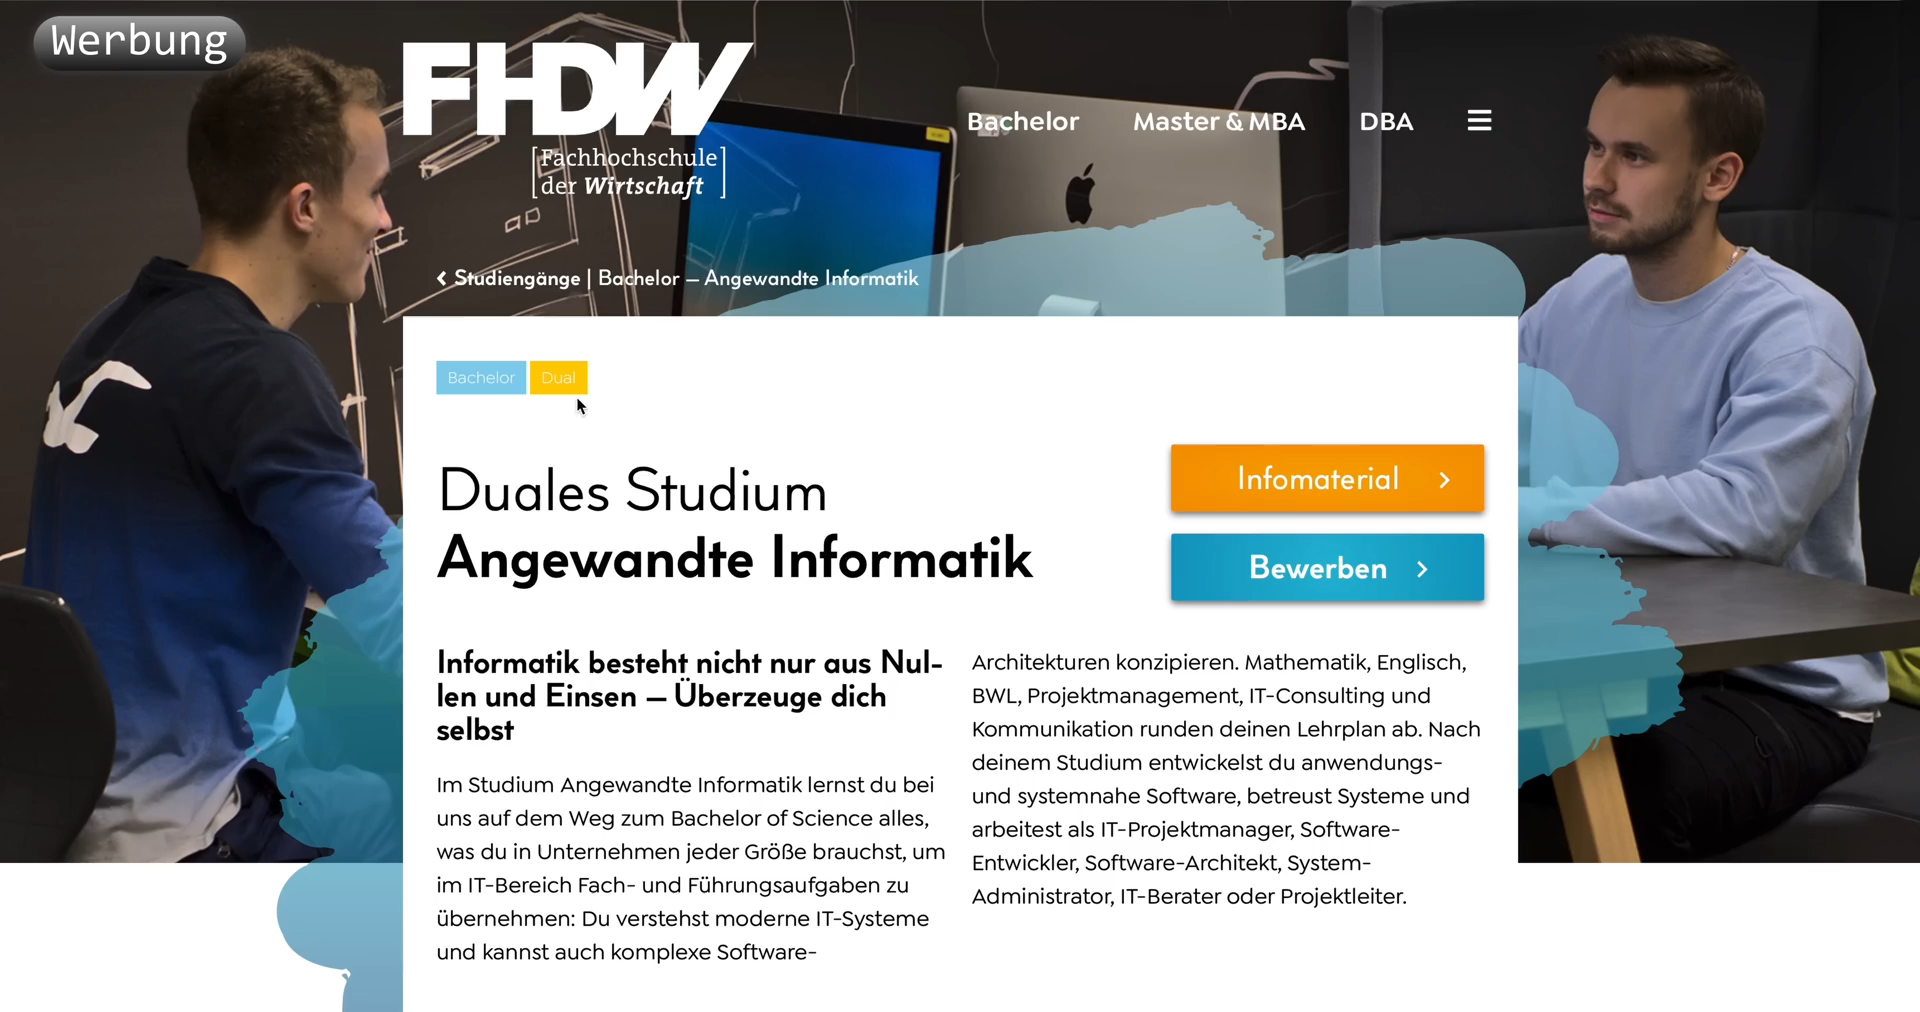 Werbung
FHDW
[Fachhochschule
der Wirtschaft]
Bachelor
Master & MBA
DBA
Studiengänge | Bachelor – Angewandte Informatik
Bachelor
Dual
Duales Studium
Angewandte Informatik
Infomaterial
Bewerben
Informatik besteht nicht nur aus Nul-
len und Einsen – Überzeuge dich
selbst
Im Studium Angewandte Informatik lernst du bei
uns auf dem Weg zum Bachelor of Science alles,
was du in Unternehmen jeder Größe brauchst, um
im IT-Bereich Fach- und Führungsaufgaben zu
übernehmen: Du verstehst moderne IT-Systeme
und kannst auch komplexe Software-
Architekturen konzipieren. Mathematik, Englisch,
BWL, Projektmanagement, IT-Consulting und
Kommunikation runden deinen Lehrplan ab. Nach
deinem Studium entwickelst du anwendungs-
und systemnahe Software, betreust Systeme und
arbeitest als IT-Projektmanager, Software-
Entwickler, Software-Architekt, System-
Administrator, IT-Berater oder Projektleiter.